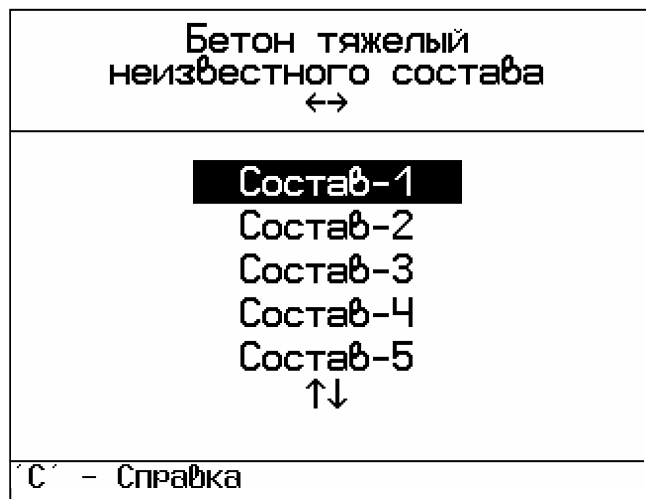 Бетон тяжелый
неизвестного состава
←→
Состав-1
Состав-2
Состав-3
Состав-4
Состав-5
↑↓
´С´ - Справка